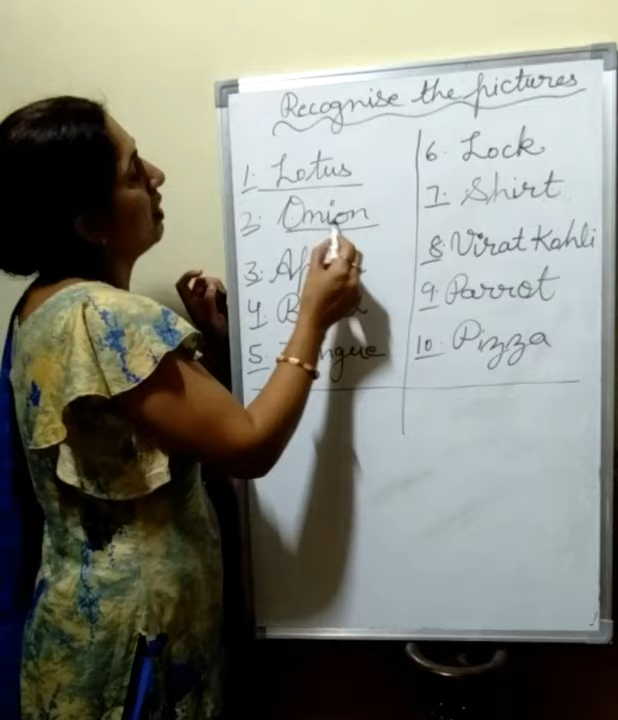 Recognise the pictures
1. Lotus
2. Onion
3.
4.
5.
6. Lock
7. Shirt
8. Virat Kohli
9. Parrot
10. Pizza